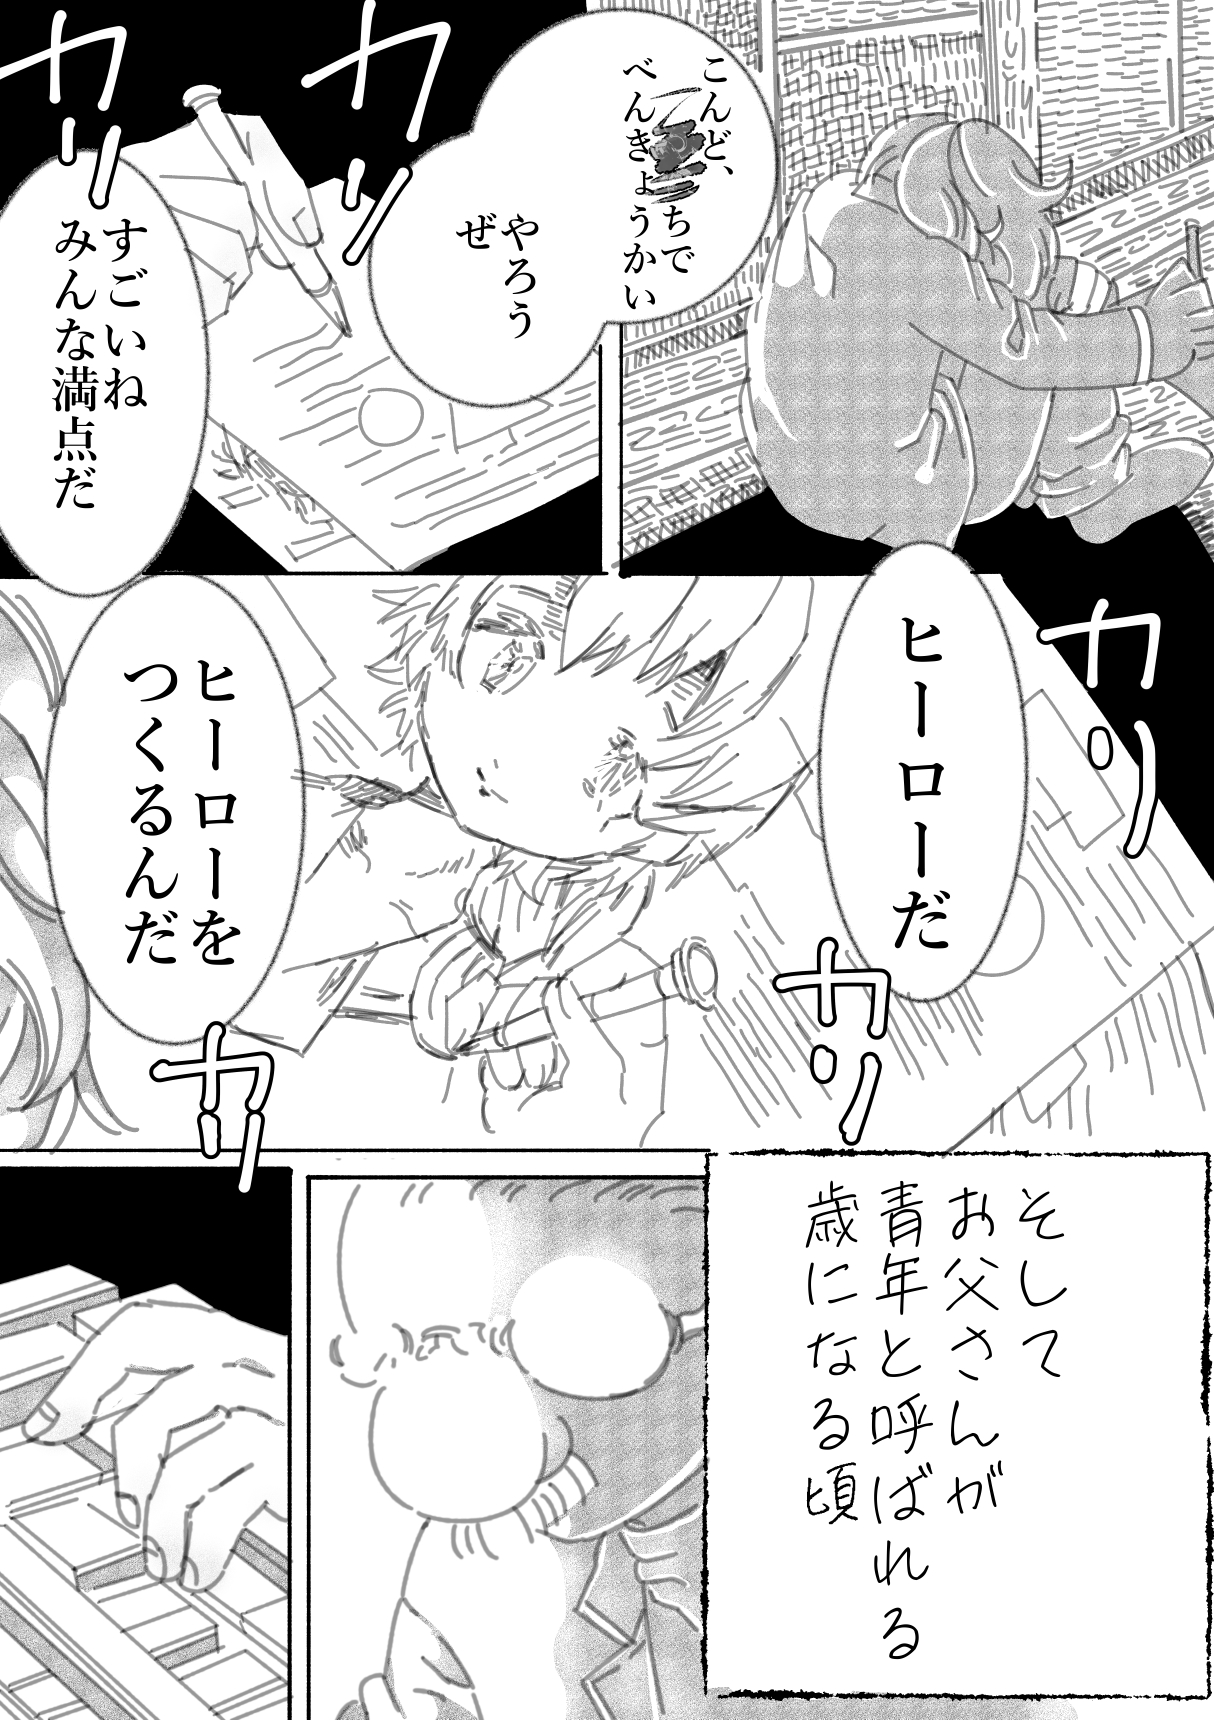 こんど、
ちで
べんきょうかい
やろう
ぜ
カリ
カリ
すごいね
みんな満点だ
ヒーローだ
カリ
カリ
ヒーローを
つくるんだ
カリ
そして
お父さんが
青年と呼ばれる
歳になる頃